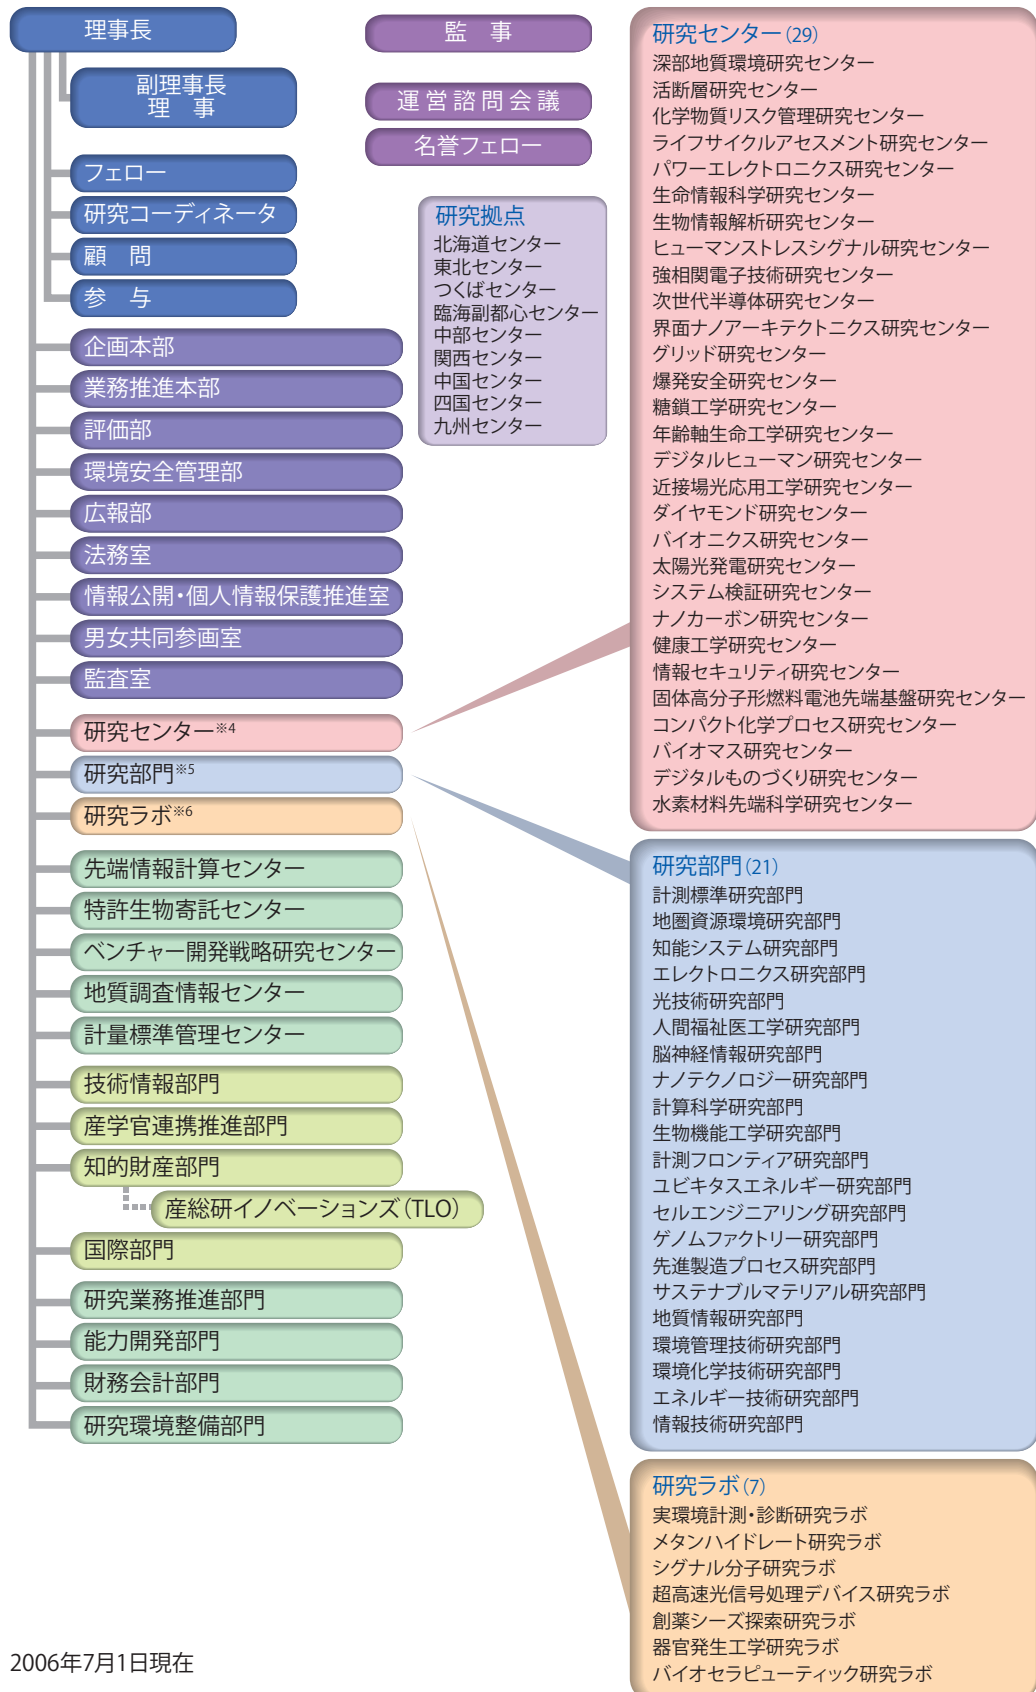 理事長
副理事長
理 事
フェロー
研究コーディネータ
顧 問
参 与
企画本部
業務推進本部
評価部
環境安全管理部
広報部
法務室
情報公開・個人情報保護推進室
男女共同参画室
監査室
研究センター※4
研究部門※5
研究ラボ※6
先端情報計算センター
特許生物寄託センター
ベンチャー開発戦略研究センター
地質調査情報センター
計量標準管理センター
技術情報部門
産学官連携推進部門
知的財産部門
産総研イノベーションズ(TLO)
国際部門
研究業務推進部門
能力開発部門
財務会計部門
研究環境整備部門
2006年7月1日現在
監 事
運営諮問会議
名誉フェロー
研究拠点
北海道センター
東北センター
つくばセンター
臨海副都心センター
中部センター
関西センター
中国センター
四国センター
九州センター
研究センター(29)
深部地質環境研究センター
活断層研究センター
化学物質リスク管理研究センター
ライフサイクルアセスメント研究センター
パワーエレクトロニクス研究センター
生命情報科学研究センター
生物情報解析研究センター
ヒューマンストレスシグナル研究センター
強相関電子技術研究センター
次世代半導体研究センター
界面ナノアーキテクトニクス研究センター
グリッド研究センター
爆発安全研究センター
糖鎖工学研究センター
年齢軸生命工学研究センター
デジタルヒューマン研究センター
近接場光応用工学研究センター
ダイヤモンド研究センター
バイオニクス研究センター
太陽光発電研究センター
システム検証研究センター
ナノカーボン研究センター
健康工学研究センター
情報セキュリティ研究センター
固体高分子形燃料電池先端基盤研究センター
コンパクト化学プロセス研究センター
バイオマス研究センター
デジタルものづくり研究センター
水素材料先端科学研究センター
研究部門(21)
計測標準研究部門
地圏資源環境研究部門
知能システム研究部門
エレクトロニクス研究部門
光技術研究部門
人間福祉医工学研究部門
脳神経情報研究部門
ナノテクノロジー研究部門
計算科学研究部門
生物機能工学研究部門
計測フロンティア研究部門
ユビキタスエネルギー研究部門
セルエンジニアリング研究部門
ゲノムファクトリー研究部門
先進製造プロセス研究部門
サステナブルマテリアル研究部門
地質情報研究部門
環境管理技術研究部門
環境化学技術研究部門
エネルギー技術研究部門
情報技術研究部門
研究ラボ(7)
実環境計測・診断研究ラボ
メタンハイドレート研究ラボ
シグナル分子研究ラボ
超高速光信号処理デバイス研究ラボ
創薬シーズ探索研究ラボ
器官発生工学研究ラボ
バイオセラピューティック研究ラボ